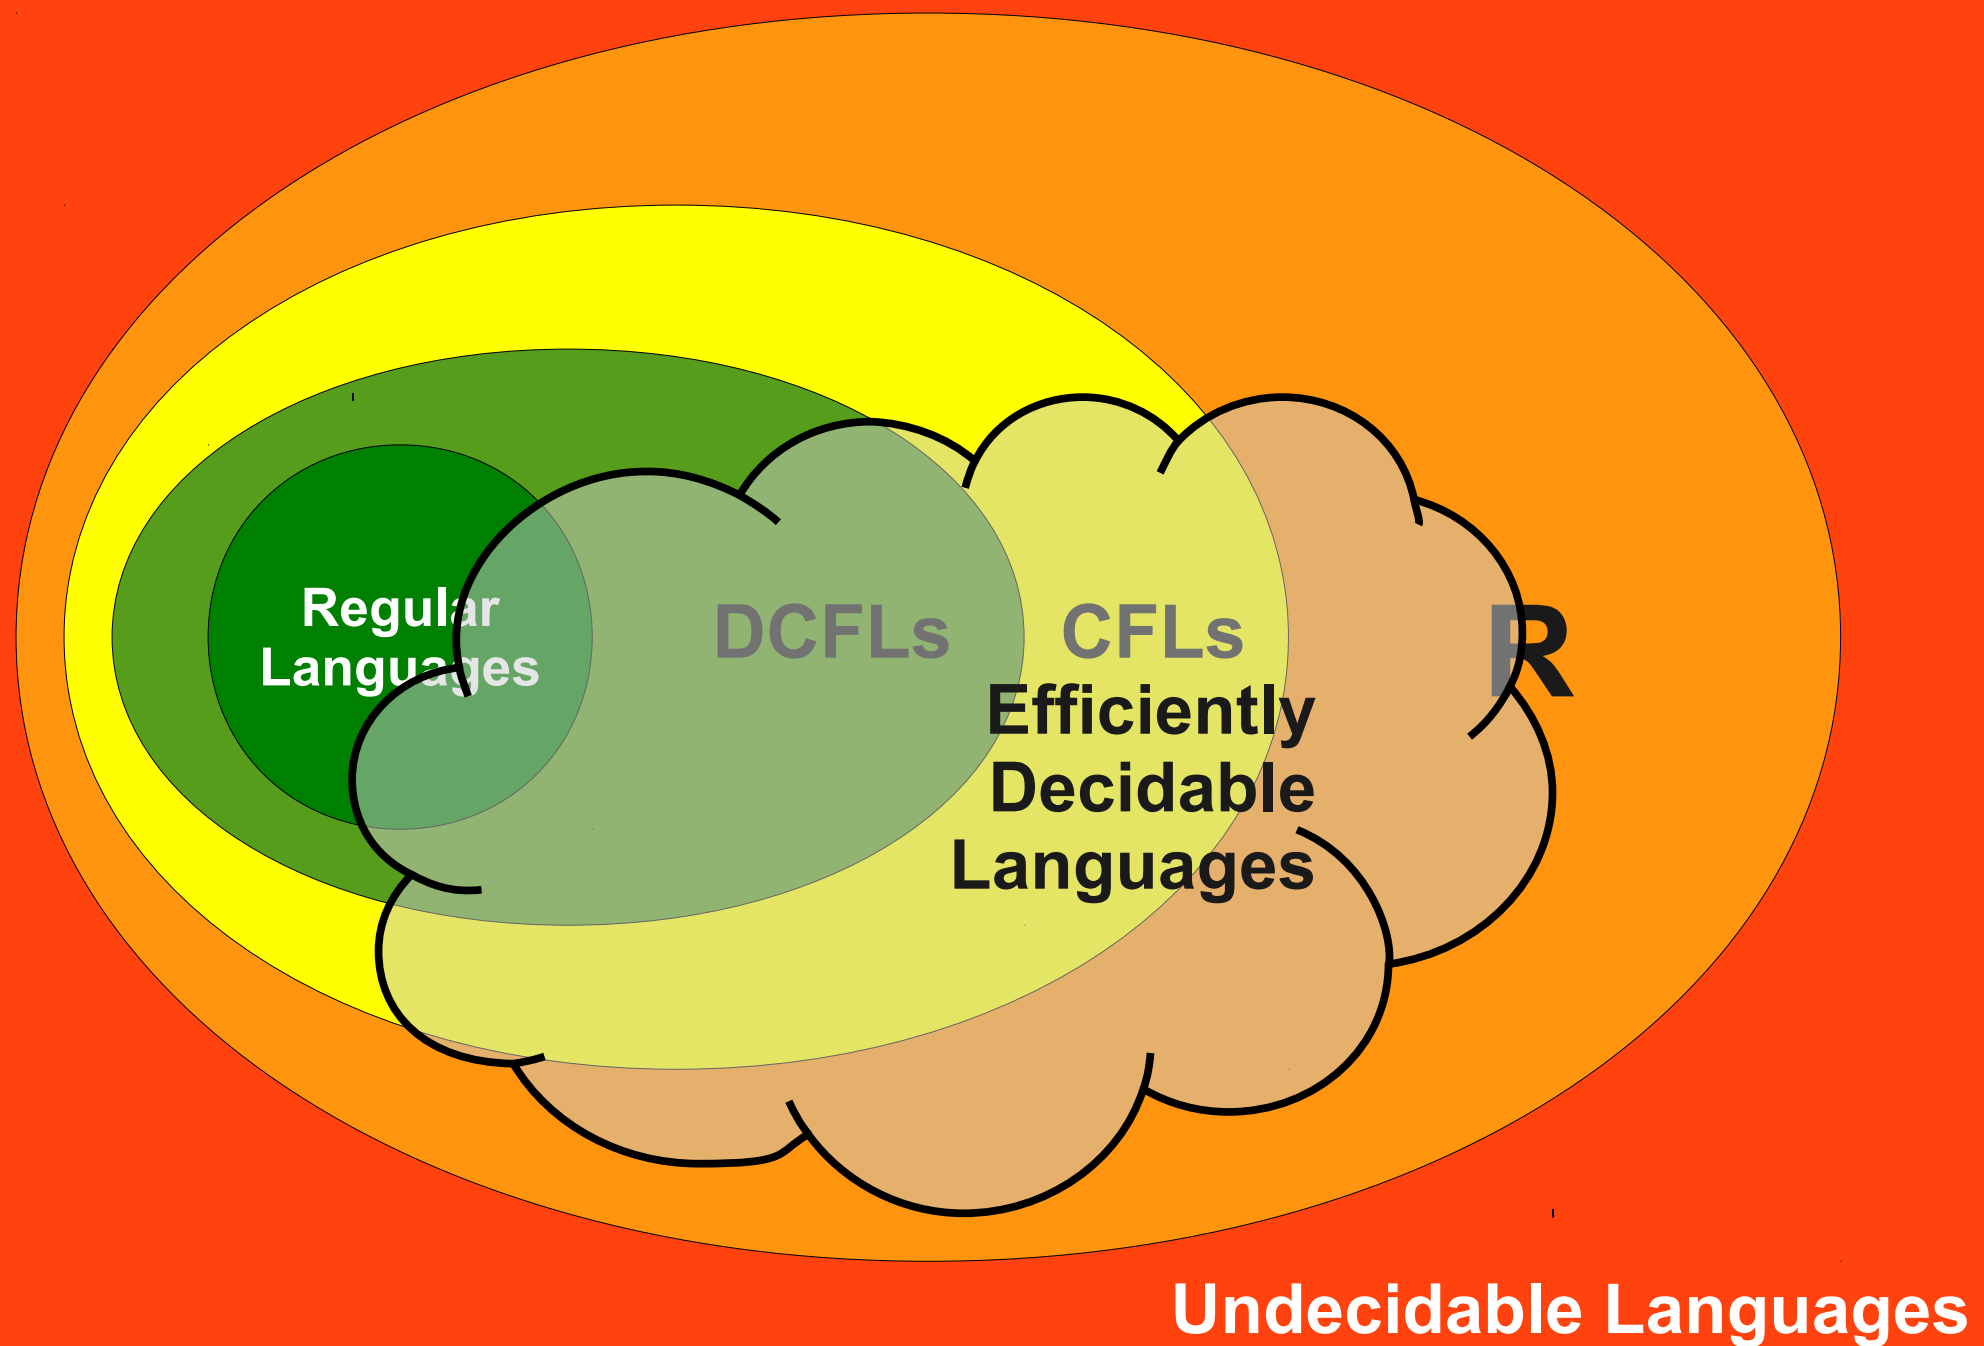 Regular
Languages
DCFLs
CFLs
R
Efficiently
Decidable
Languages
Undecidable Languages